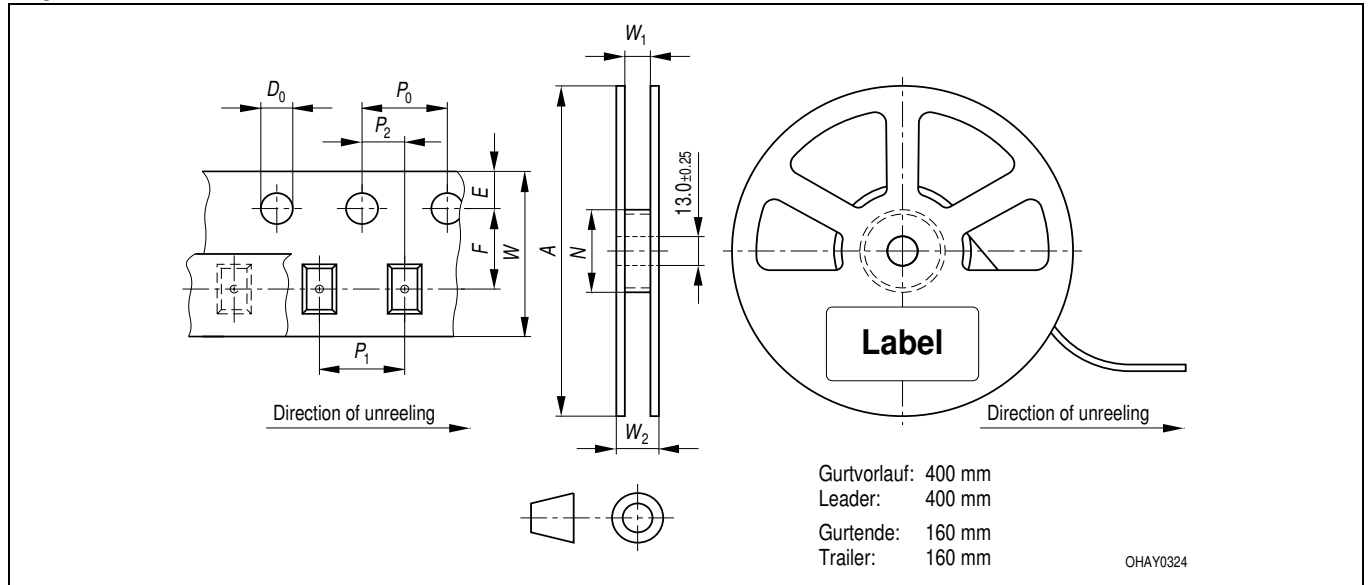 W1
D0
P0
P2
E
F
W
A
N
13.0±0.25
P1
W2
Label
Direction of unreeling
Direction of unreeling
Gurtvorlauf: 400 mm
Leader: 400 mm
Gurtende: 160 mm
Trailer: 160 mm
OHAY0324